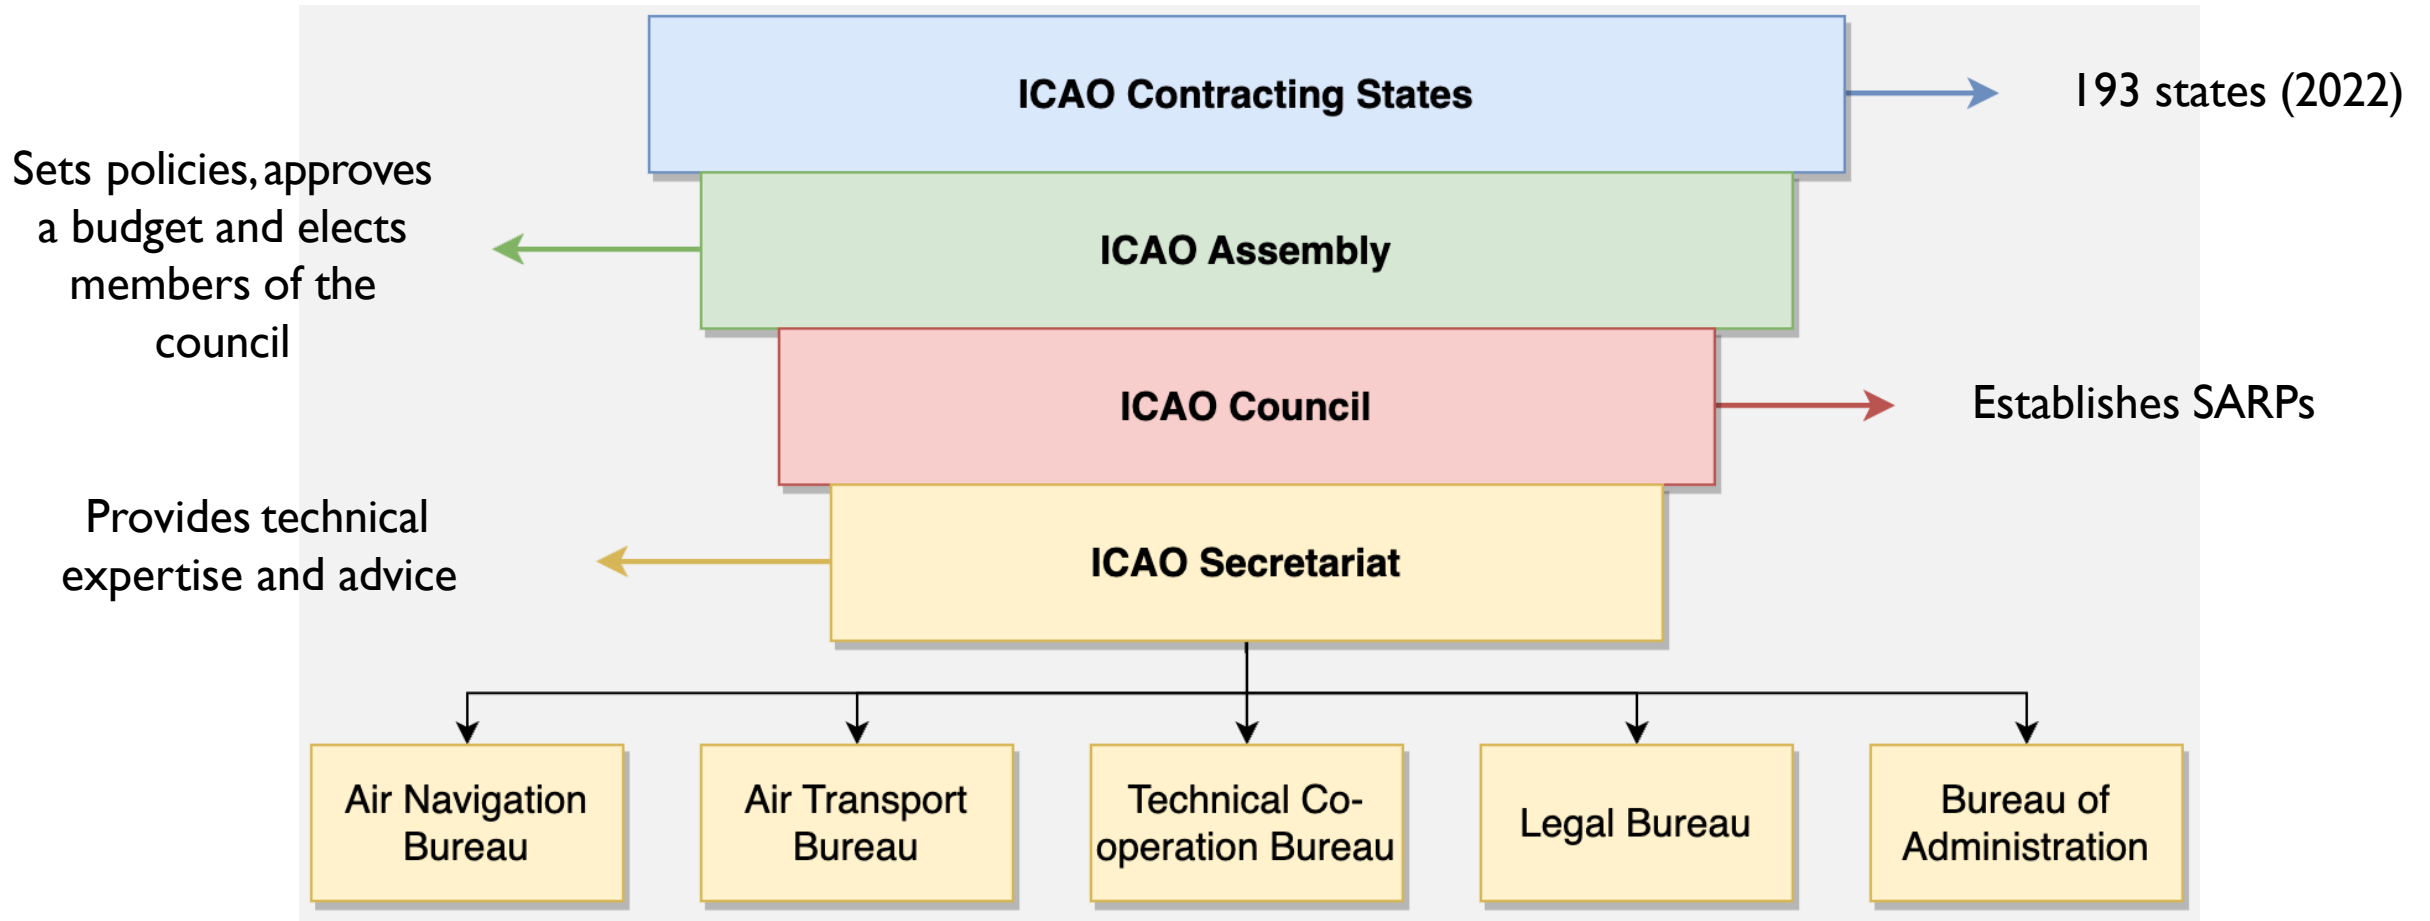 ICAO Contracting States
193 states (2022)
Sets policies, approves
a budget and elects
members of the
council
ICAO Assembly
ICAO Council
Establishes SARPs
Provides technical
expertise and advice
ICAO Secretariat
Air Navigation
Bureau
Air Transport
Bureau
Technical Co-
operation Bureau
Legal Bureau
Bureau of
Administration